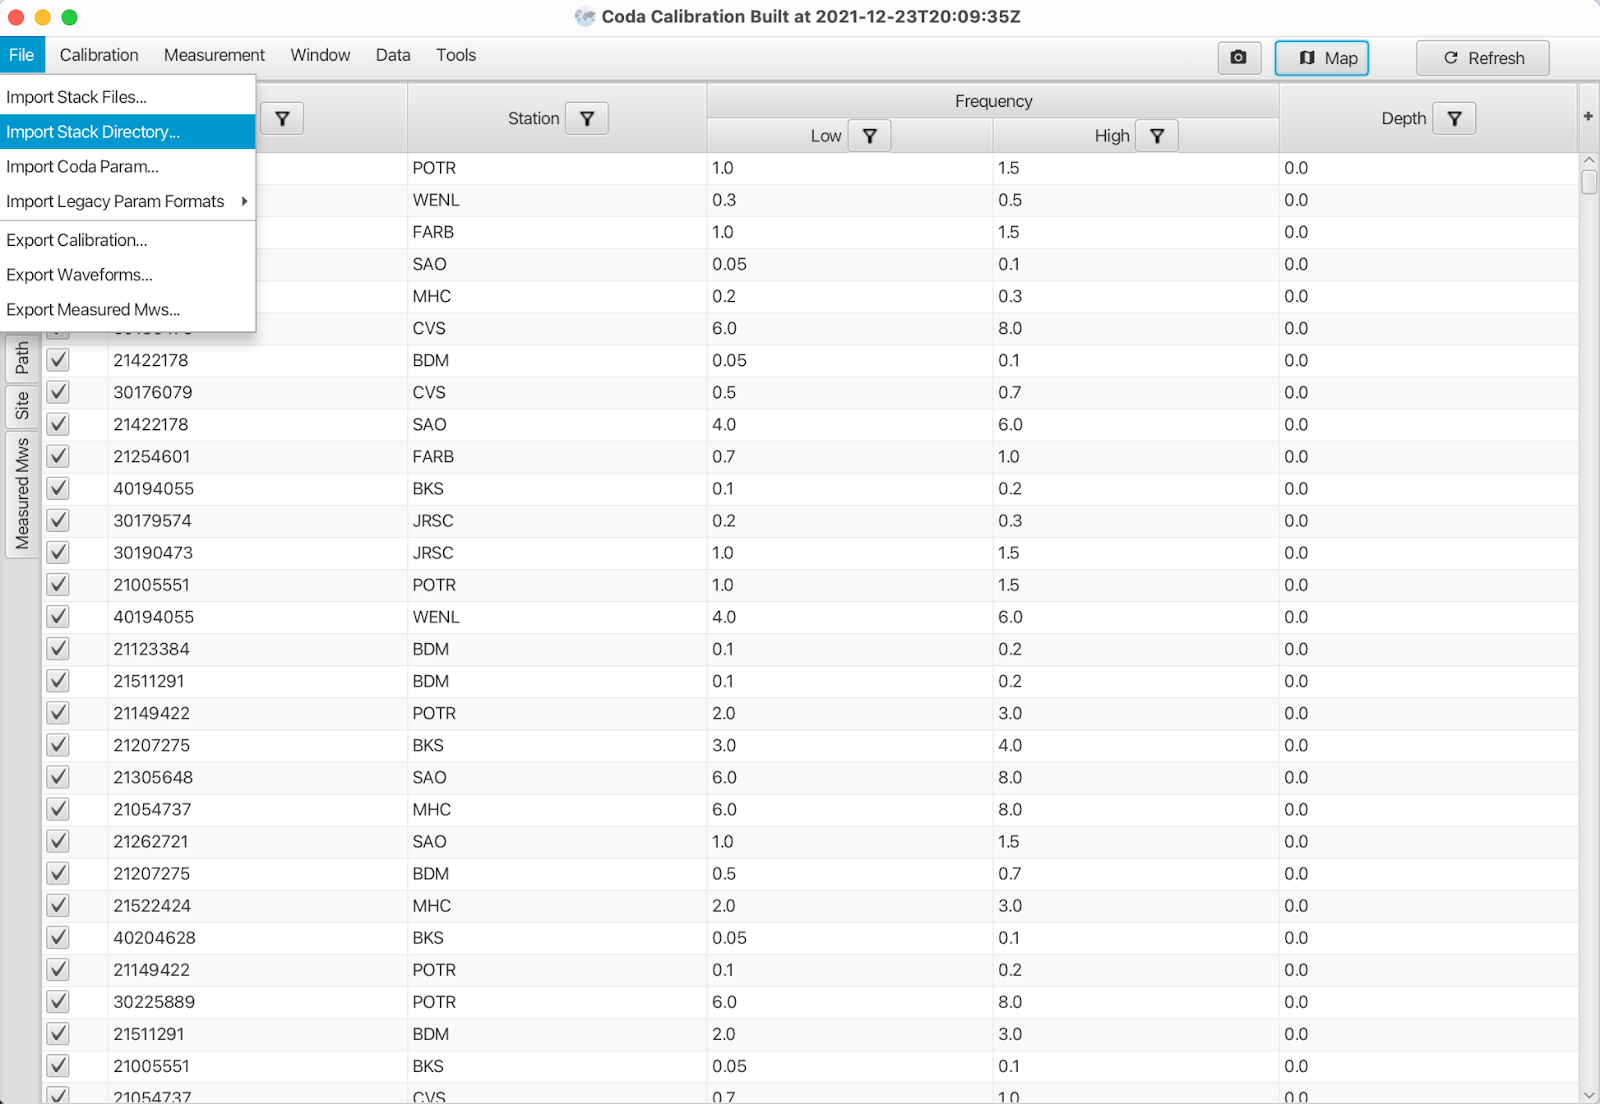 Coda Calibration Built at 2021-12-23T20:09:35Z
File Calibration Measurement Window Data Tools Map Refresh
Import Stack Files...
Import Stack Directory...
Import Coda Param...
Import Legacy Param Formats
Export Calibration...
Export Waveforms...
Export Measured Mws...
Path
Site
Measured Mws
Station Frequency Depth +
Low High
POTR 1.0 1.5 0.0
WENL 0.3 0.5 0.0
FARB 1.0 1.5 0.0
SAO 0.05 0.1 0.0
MHC 0.2 0.3 0.0
CVS 6.0 8.0 0.0
21422178 BDM 0.05 0.1 0.0
30176079 CVS 0.5 0.7 0.0
21422178 SAO 4.0 6.0 0.0
21254601 FARB 0.7 1.0 0.0
40194055 BKS 0.1 0.2 0.0
30179574 JRSC 0.2 0.3 0.0
30190473 JRSC 1.0 1.5 0.0
21005551 POTR 1.0 1.5 0.0
40194055 WENL 4.0 6.0 0.0
21123384 BDM 0.1 0.2 0.0
21511291 BDM 0.1 0.2 0.0
21149422 POTR 2.0 3.0 0.0
21207275 BKS 3.0 4.0 0.0
21305648 SAO 6.0 8.0 0.0
21054737 MHC 6.0 8.0 0.0
21262721 SAO 1.0 1.5 0.0
21207275 BDM 0.5 0.7 0.0
21522424 MHC 2.0 3.0 0.0
40204628 BKS 0.05 0.1 0.0
21149422 POTR 0.1 0.2 0.0
30225889 POTR 6.0 8.0 0.0
21511291 BDM 2.0 3.0 0.0
21005551 BKS 0.05 0.1 0.0
21054737 CVS 0.7 1.0 0.0